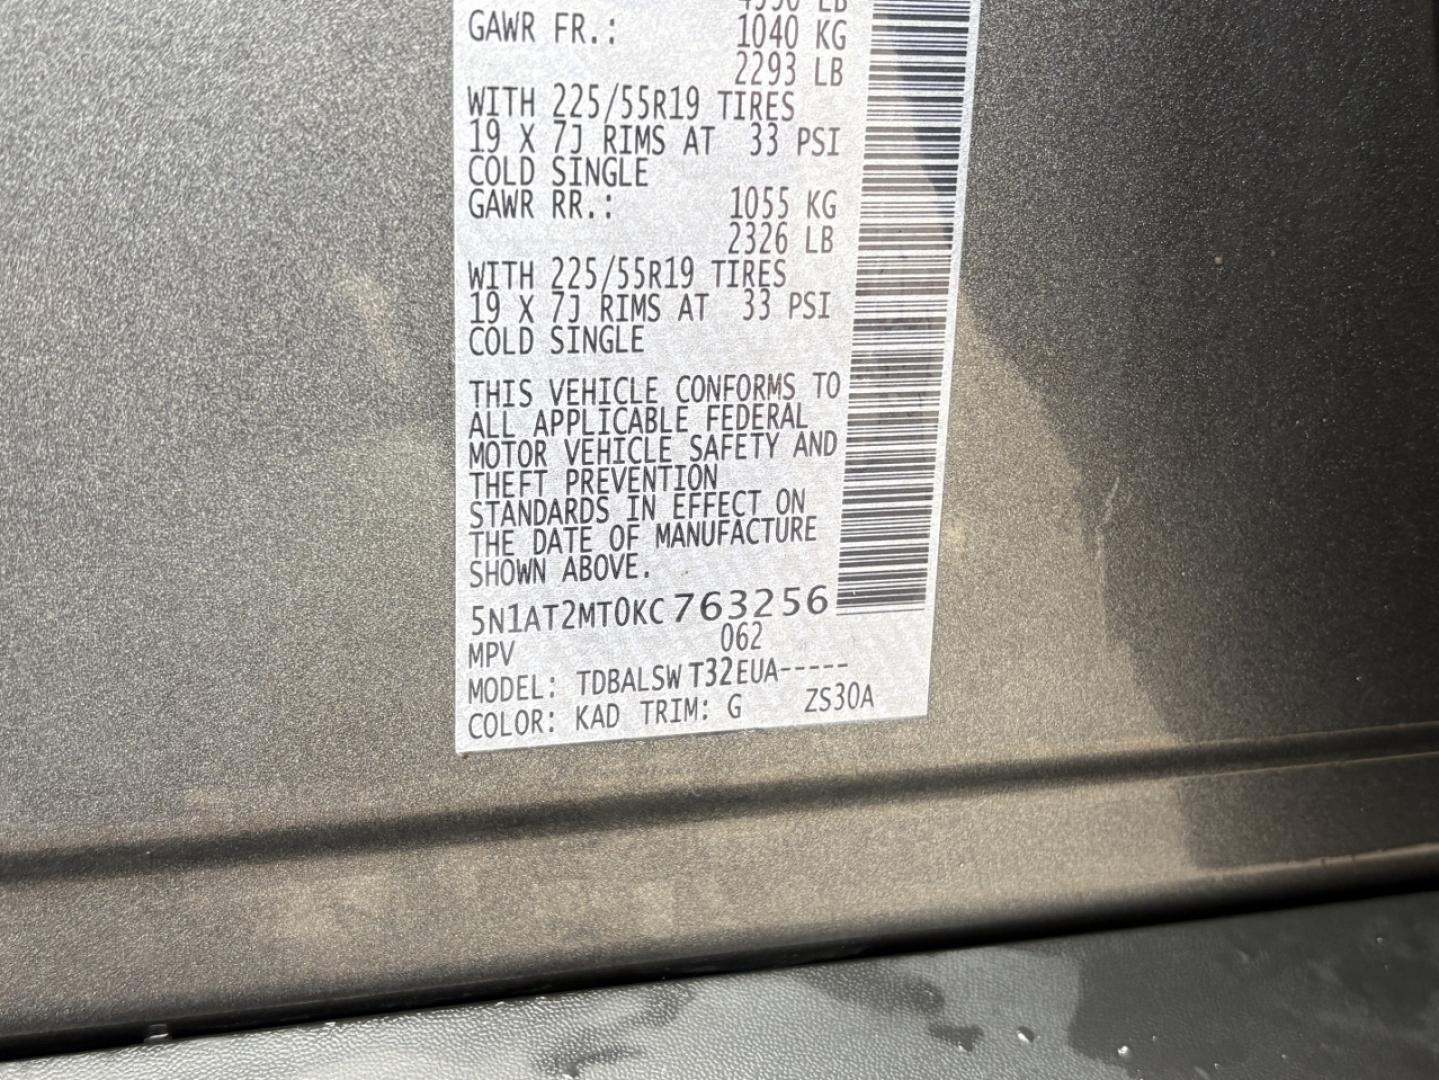 GAWR FR.: 1040 KG
2293 LB
WITH 225/55R19 TIRES
19 X 7J RIMS AT 33 PSI
COLD SINGLE
GAWR RR.: 1055 KG
2326 LB
WITH 225/55R19 TIRES
19 X 7J RIMS AT 33 PSI
COLD SINGLE
THIS VEHICLE CONFORMS TO
ALL APPLICABLE FEDERAL
MOTOR VEHICLE SAFETY AND
THEFT PREVENTION
STANDARDS IN EFFECT ON
THE DATE OF MANUFACTURE
SHOWN ABOVE.
5N1AT2MT0KC763256
MPV 062
MODEL: TDBALSWT32EUA-----
COLOR: KAD TRIM: G ZS30A